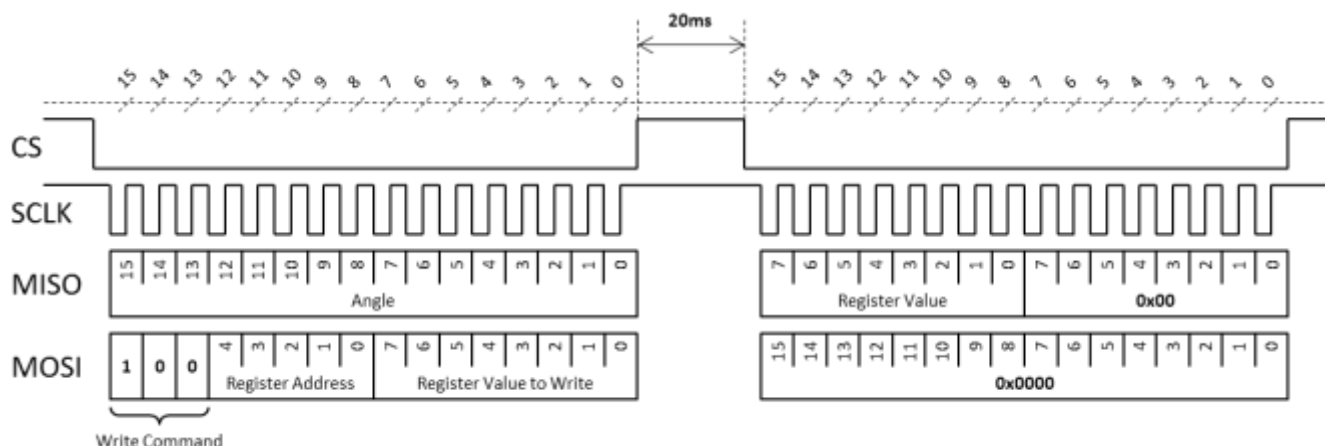 20ms
15 14 13 12 11 10 9 8 7 6 5 4 3 2 1 0 15 14 13 12 11 10 9 8 7 6 5 4 3 2 1 0
CS
SCLK
MISO 15 14 13 12 11 10 9 8 7 6 5 4 3 2 1 0 7 6 5 4 3 2 1 0 7 6 5 4 3 2 1 0
Angle Register Value 0x00
MOSI 1 0 0 4 3 2 1 0 7 6 5 4 3 2 1 0 15 14 13 12 11 10 9 8 7 6 5 4 3 2 1 0
Register Address Register Value to Write 0x0000
Write Command